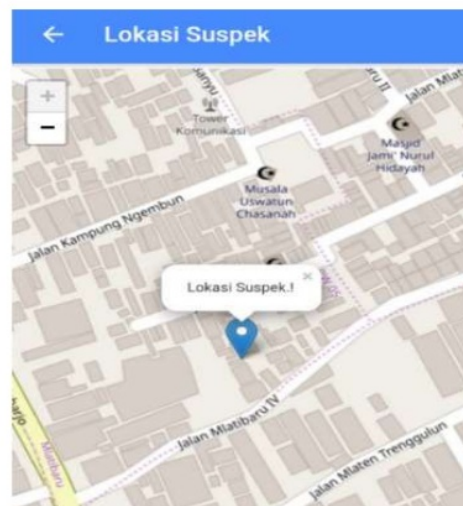 Lokasi Suspek
+
−
Tower
Komunikasi
Jalan Mlat
Masjid
Jami' Nurul
Hidayah
Musala
Uswatun
Chasanah
Jalan Kampung Ngembun
Lokasi Suspek.!
×
Jalan Mlatibaru IV
Mlatibaru
Jalan Mlaten Trenggulun